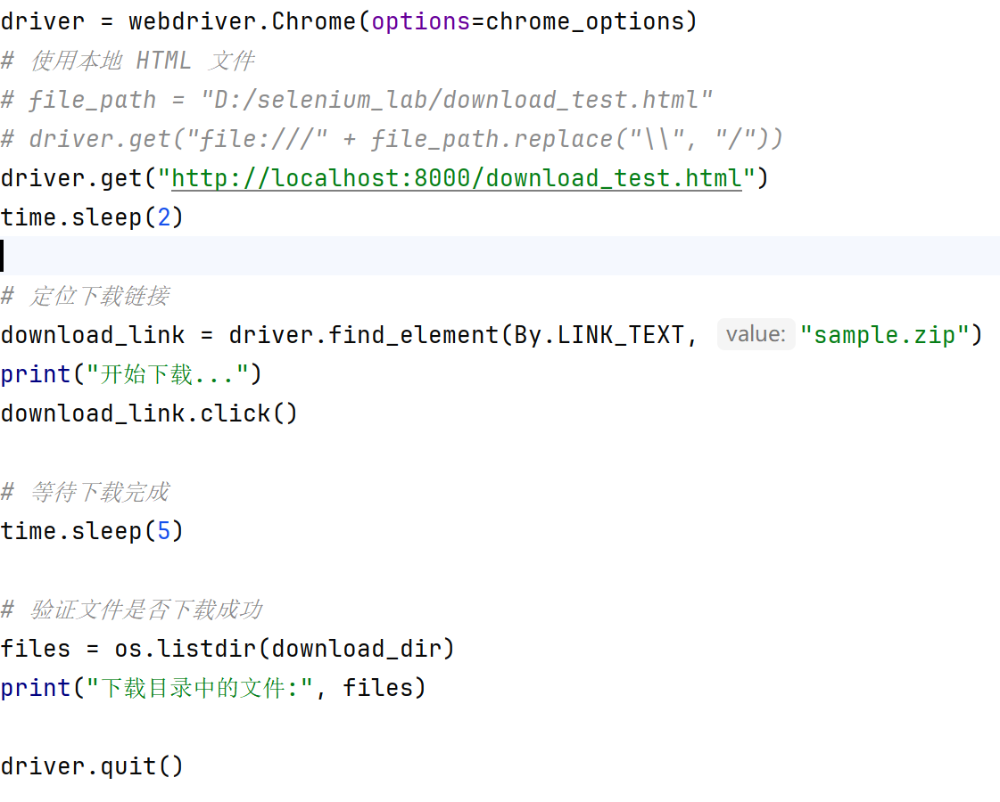 driver = webdriver.Chrome(options=chrome_options)
# 使用本地 HTML 文件
# file_path = "D:/selenium_lab/download_test.html"
# driver.get("file:///" + file_path.replace("\\", "/"))
driver.get("http://localhost:8000/download_test.html")
time.sleep(2)
# 定位下载链接
download_link = driver.find_element(By.LINK_TEXT, value: "sample.zip")
print("开始下载...")
download_link.click()
# 等待下载完成
time.sleep(5)
# 验证文件是否下载成功
files = os.listdir(download_dir)
print("下载目录中的文件:", files)
driver.quit()